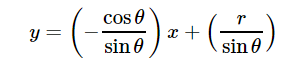 y = (− cos θ / sin θ) x + (r / sin θ)